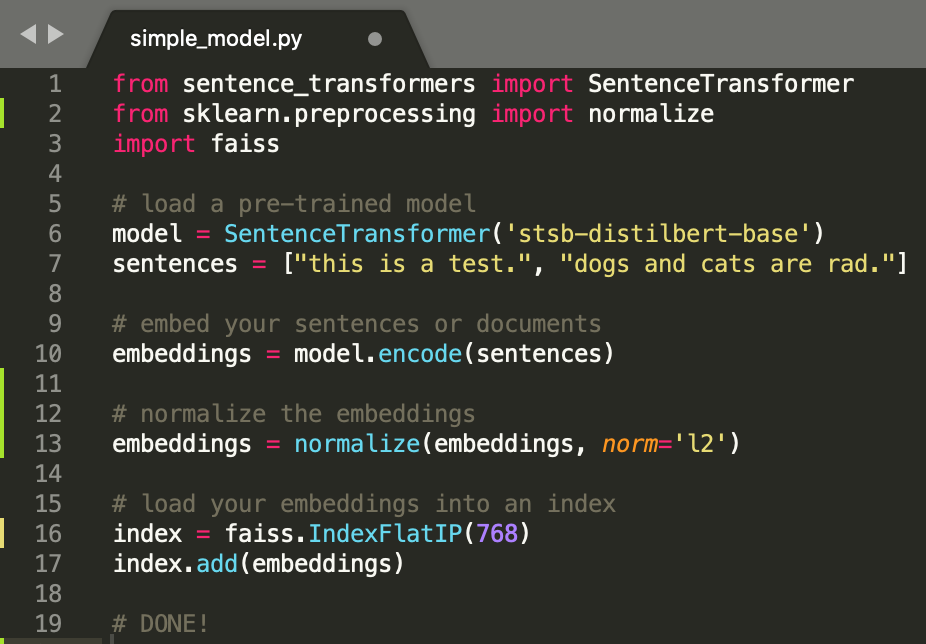 simple_model.py
1 from sentence_transformers import SentenceTransformer
2 from sklearn.preprocessing import normalize
3 import faiss
4
5 # load a pre-trained model
6 model = SentenceTransformer('stsb-distilbert-base')
7 sentences = ["this is a test.", "dogs and cats are rad."]
8
9 # embed your sentences or documents
10 embeddings = model.encode(sentences)
11
12 # normalize the embeddings
13 embeddings = normalize(embeddings, norm='l2')
14
15 # load your embeddings into an index
16 index = faiss.IndexFlatIP(768)
17 index.add(embeddings)
18
19 # DONE!